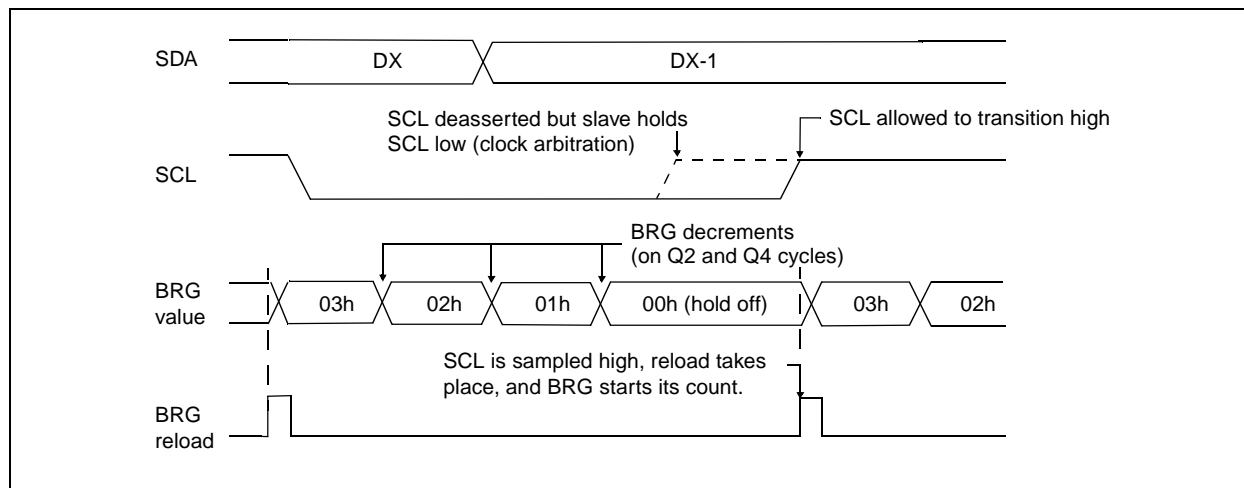 SDA
DX
DX-1
SCL deasserted but slave holds
SCL low (clock arbitration)
SCL allowed to transition high
SCL
BRG decrements
(on Q2 and Q4 cycles)
BRG
value
03h
02h
01h
00h (hold off)
03h
02h
SCL is sampled high, reload takes
place, and BRG starts its count.
BRG
reload